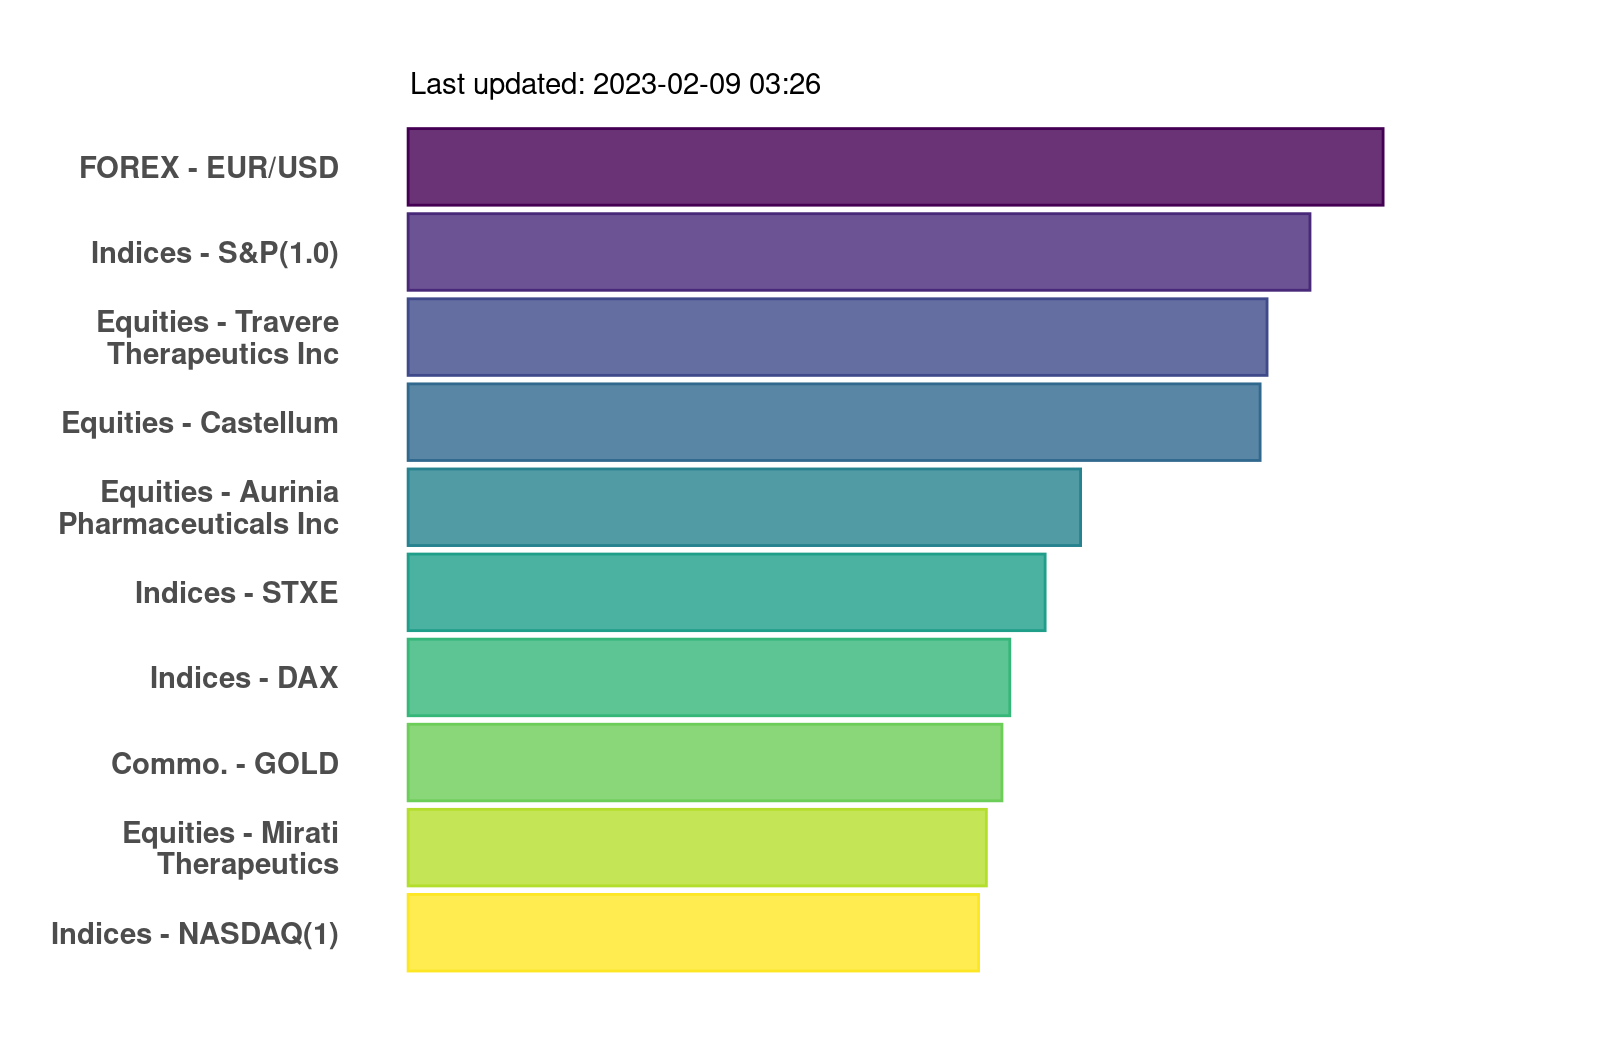 Last updated: 2023-02-09 03:26
FOREX - EUR/USD
Indices - S&P(1.0)
Equities - Travere
Therapeutics Inc
Equities - Castellum
Equities - Aurinia
Pharmaceuticals Inc
Indices - STXE
Indices - DAX
Commo. - GOLD
Equities - Mirati
Therapeutics
Indices - NASDAQ(1)